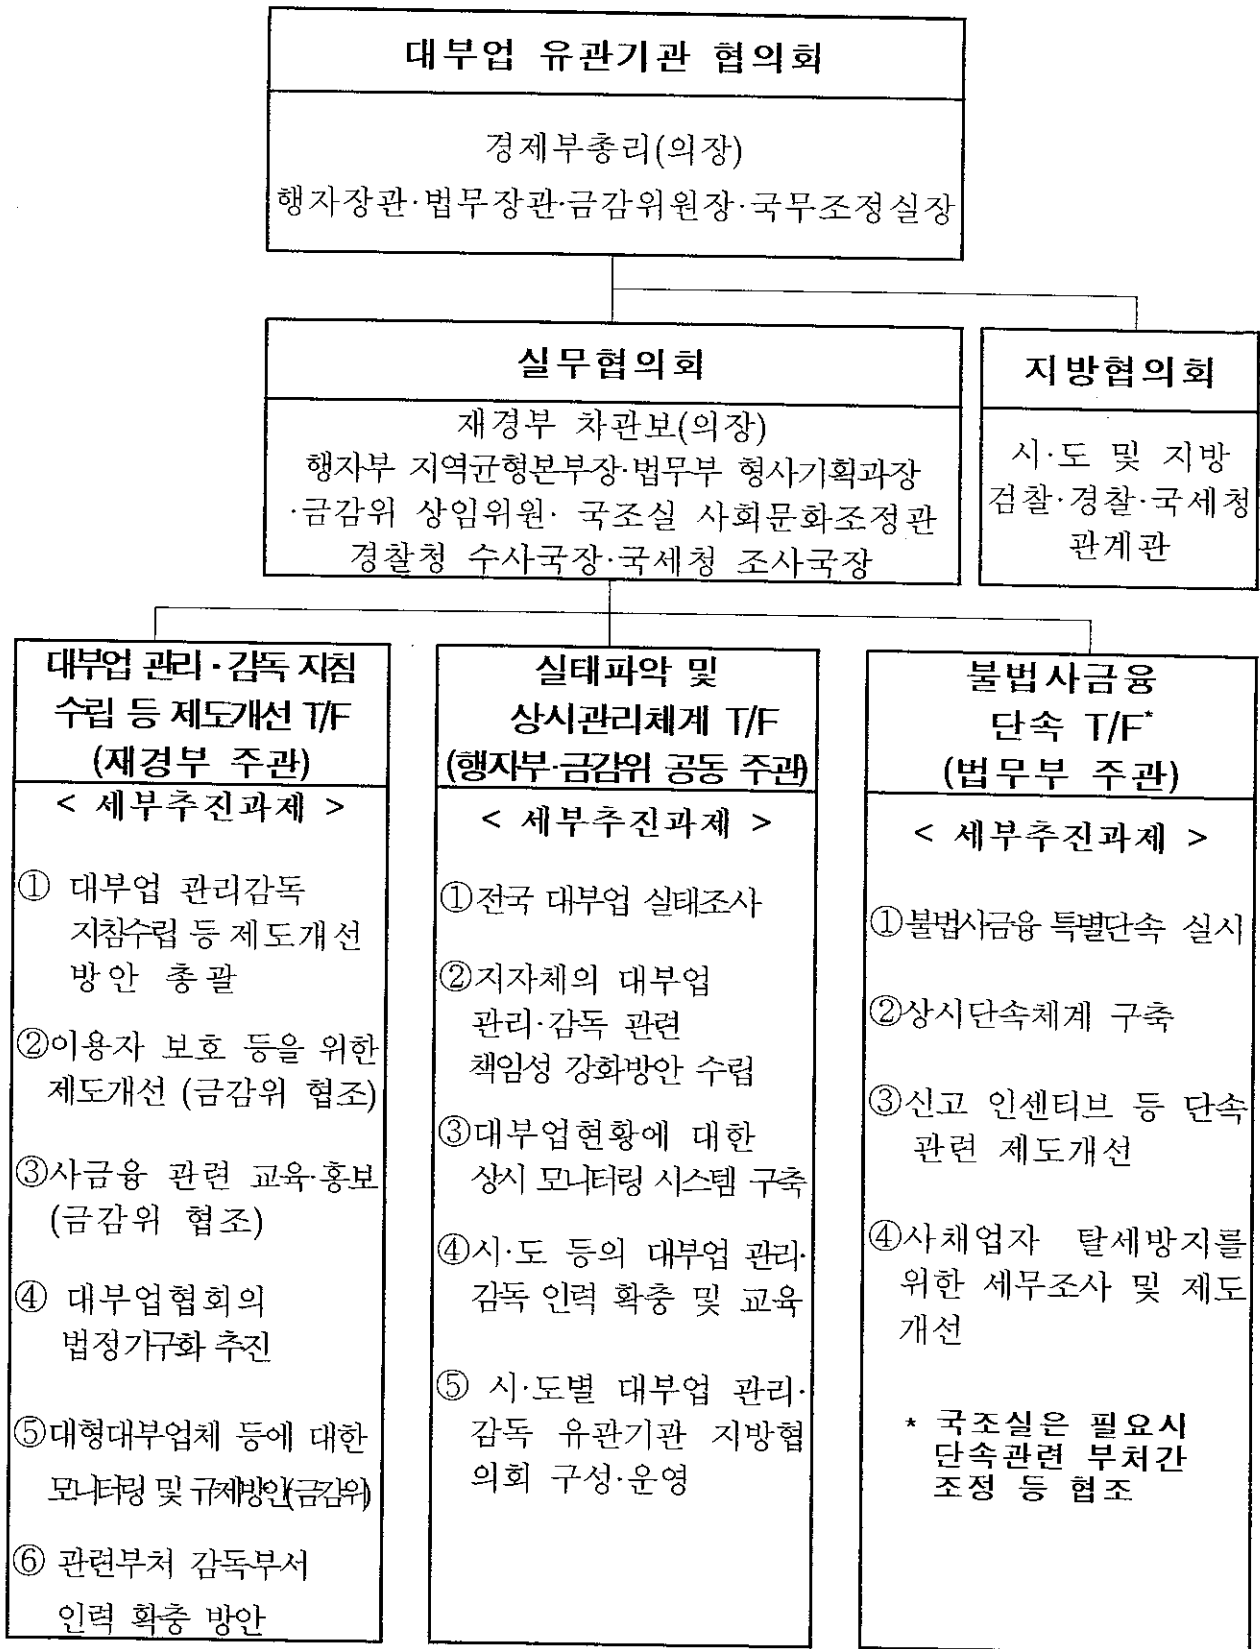 대부업 유관기관 협의회
경제부총리(의장)
행자장관·법무장관·금감위원장·국무조정실장
실무협의회
재경부 차관보(의장)
행자부 지역균형본부장·법무부 형사기획과장
·금감위 상임위원· 국조실 사회문화조정관
경찰청 수사국장·국세청 조사국장
지방협의회
시·도 및 지방
검찰·경찰·국세청
관계관
대부업 관리·감독 지침
수립 등 제도개선 T/F
(재경부 주관)
< 세부추진과제 >
① 대부업 관리감독
지침수립 등 제도개선
방안 총괄
②이용자 보호 등을 위한
제도개선 (금감위 협조)
③사금융 관련 교육·홍보
(금감위 협조)
④ 대부업협회의
법정기구화 추진
⑤대형대부업체 등에 대한
모니터링 및 규제방안(금감위)
⑥ 관련부처 감독부서
인력 확충 방안
실태파악 및
상시관리체계 T/F
(행자부·금감위 공동 주관)
< 세부추진과제 >
①전국 대부업 실태조사
②지자체의 대부업
관리·감독 관련
책임성 강화방안 수립
③대부업현황에 대한
상시 모니터링 시스템 구축
④시·도 등의 대부업 관리·
감독 인력 확충 및 교육
⑤ 시·도별 대부업 관리·
감독 유관기관 지방협
의회 구성·운영
불법사금융
단속 T/F*
(법무부 주관)
< 세부추진과제 >
①불법사금융 특별단속 실시
②상시단속체계 구축
③신고 인센티브 등 단속
관련 제도개선
④사채업자 탈세방지를
위한 세무조사 및 제도
개선
* 국조실은 필요시
단속관련 부처간
조정 등 협조